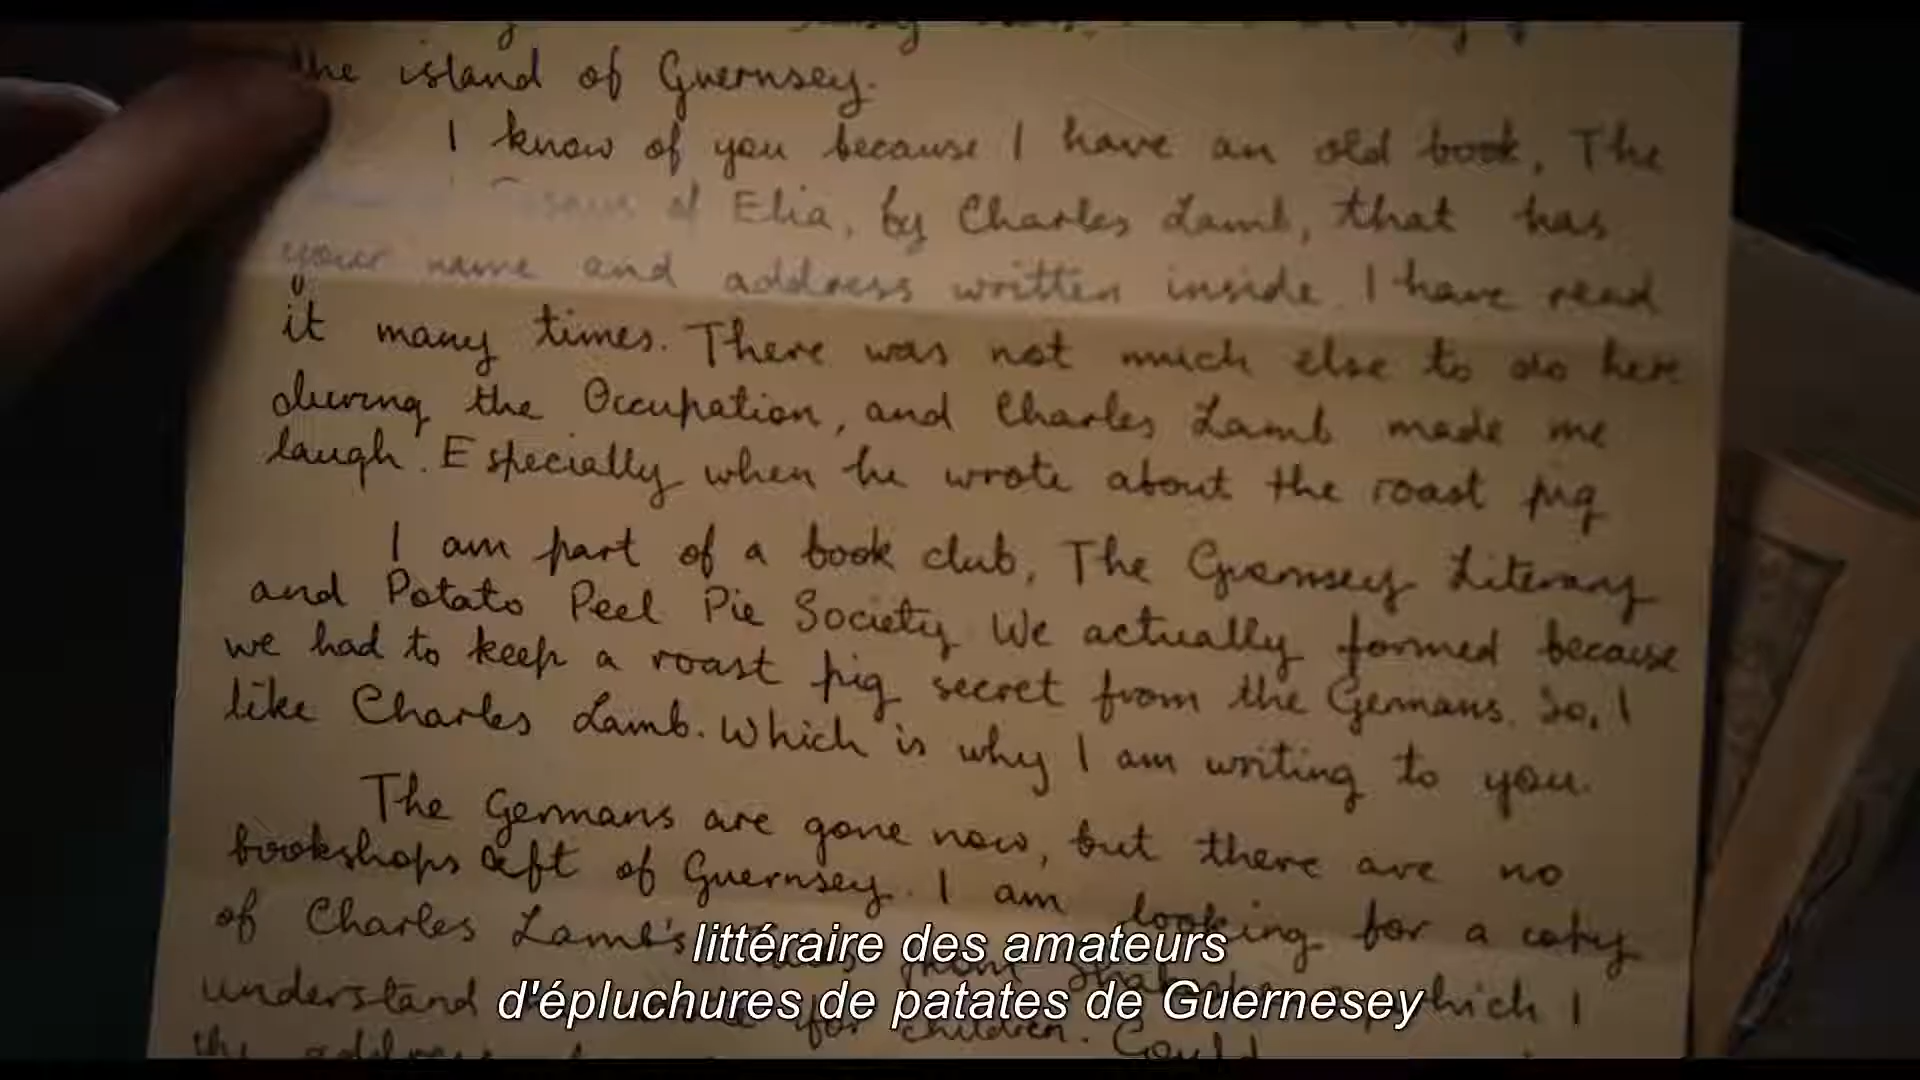 the island of Guernsey.
I know of you because I have an old book, The
of Elia, by Charles Lamb, that has
your name and address written inside. I have read
it many times. There was not much else to do here
during the Occupation, and Charles Lamb made me
laugh. Especially when he wrote about the roast pig
I am part of a book club, The Guernsey Literary
and Potato Peel Pie Society. We actually formed because
we had to keep a roast pig secret from the Germans. So, I
like Charles Lamb. Which is why I am writing to you.
The Germans are gone now, but there are no
bookshops left of Guernsey. I am looking for a copy
of Charles Lamb's from
understand for children. Could
the address
littéraire des amateurs
d'épluchures de patates de Guernesey